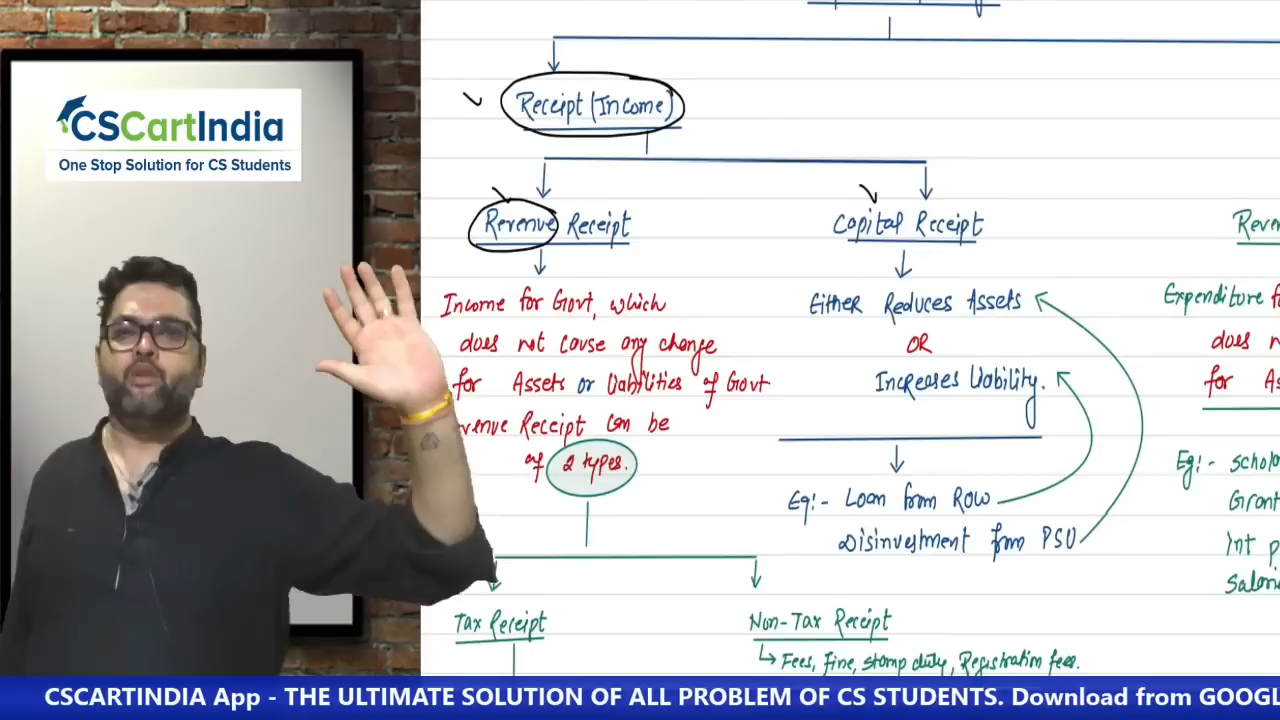 CSCartIndia
One Stop Solution for CS Students
Receipt (Income)
Revenue Receipt
Capital Receipt
Reven
Income for Govt, which
does not cause any change
for Assets or Liabilities of Govt
venue Receipt can be
of 2 types.
Either Reduces Assets
OR
Increases Liability.
Expenditure fo
does n
for As
Eg:- Loan from ROW
Disinvestment from PSU
Eg:- Schola
Grant
Int p
Salari
Tax Receipt
Non-Tax Receipt
Fees, Fine, Stamp duty, Registration fees.
CSCARTINDIA App - THE ULTIMATE SOLUTION OF ALL PROBLEM OF CS STUDENTS. Download from GOOGL